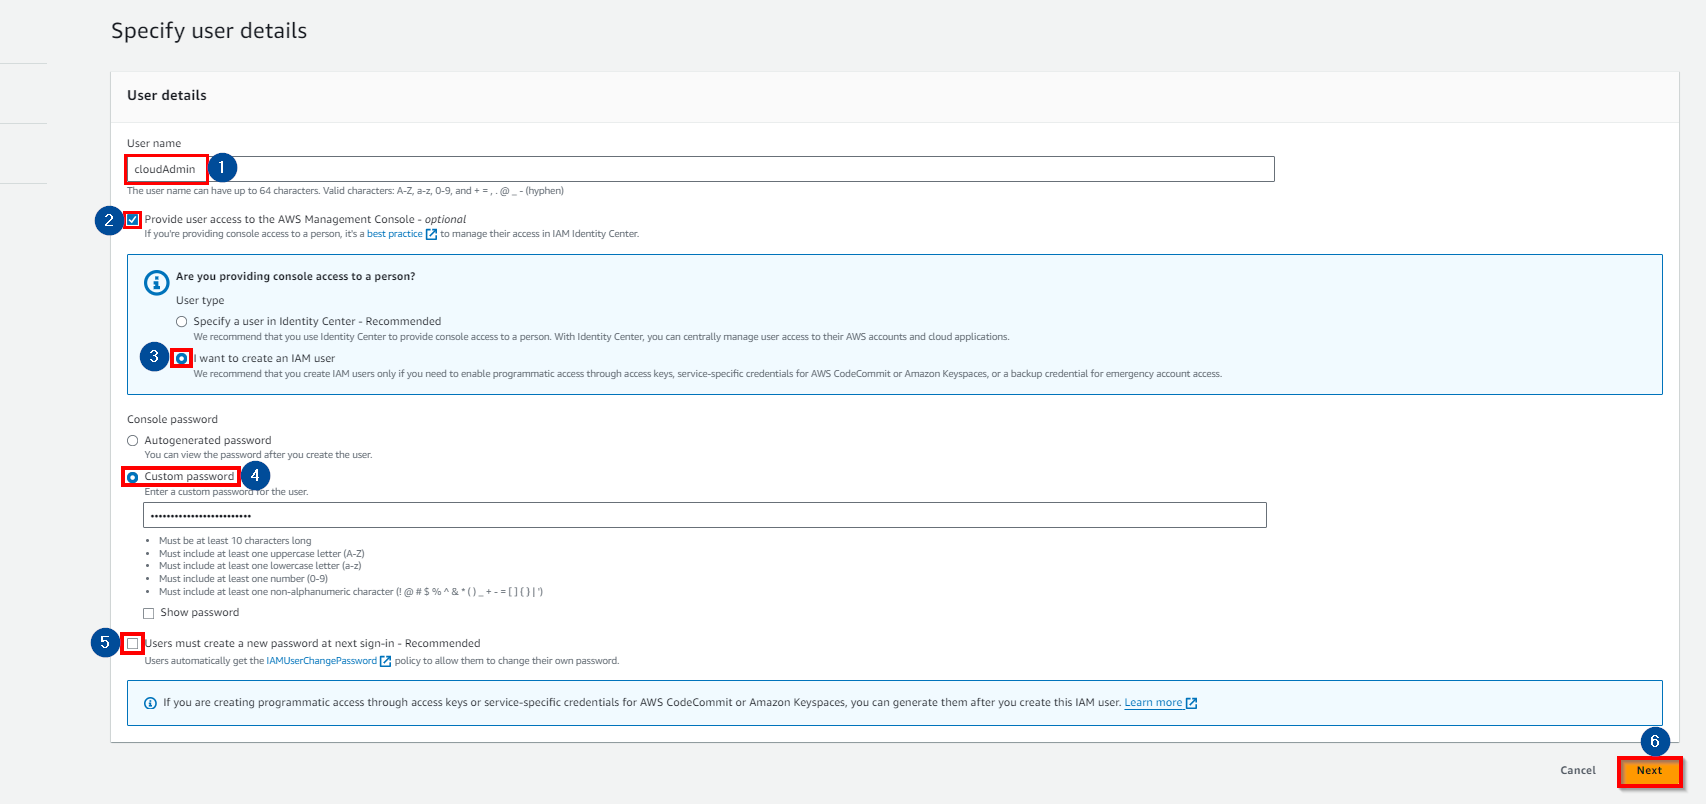 Specify user details
User details
User name
cloudAdmin
1
The user name can have up to 64 characters. Valid characters: A-Z, a-z, 0-9, and + = , . @ _ - (hyphen)
2
Provide user access to the AWS Management Console - optional
If you're providing console access to a person, it's a best practice to manage their access in IAM Identity Center.
Are you providing console access to a person?
User type
Specify a user in Identity Center - Recommended
We recommend that you use Identity Center to provide console access to a person. With Identity Center, you can centrally manage user access to their AWS accounts and cloud applications.
3
I want to create an IAM user
We recommend that you create IAM users only if you need to enable programmatic access through access keys, service-specific credentials for AWS CodeCommit or Amazon Keyspaces, or a backup credential for emergency account access.
Console password
Autogenerated password
You can view the password after you create the user.
Custom password
4
Enter a custom password for the user.
•••••••••••••••••••••••••
• Must be at least 10 characters long
• Must include at least one uppercase letter (A-Z)
• Must include at least one lowercase letter (a-z)
• Must include at least one number (0-9)
• Must include at least one non-alphanumeric character (! @ # $ % ^ & * ( ) _ + - = [ ] { } | ')
Show password
5
Users must create a new password at next sign-in - Recommended
Users automatically get the IAMUserChangePassword policy to allow them to change their own password.
If you are creating programmatic access through access keys or service-specific credentials for AWS CodeCommit or Amazon Keyspaces, you can generate them after you create this IAM user. Learn more
6
Cancel
Next